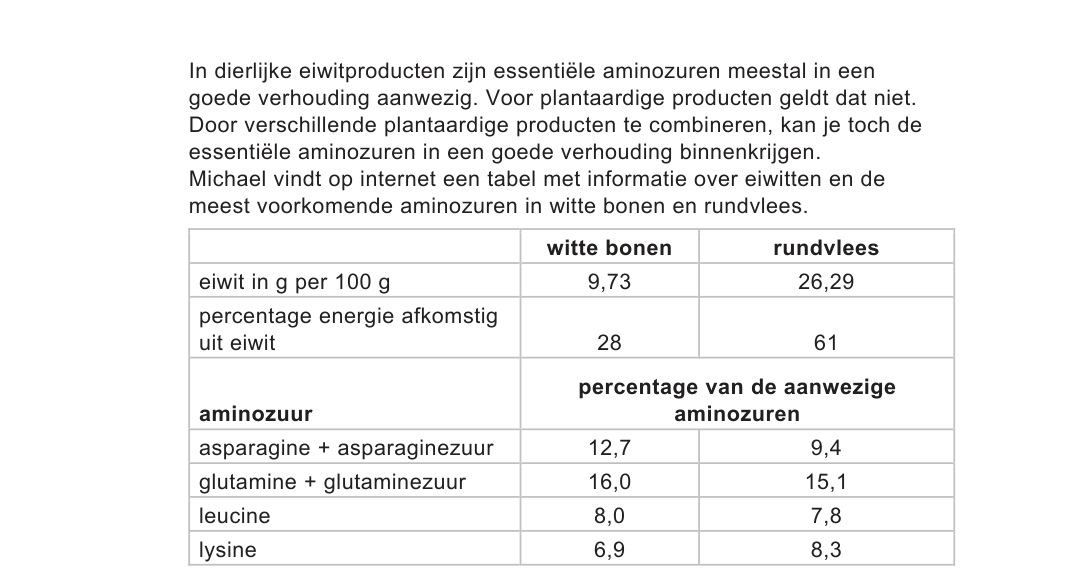 In dierlijke eiwitproducten zijn essentiële aminozuren meestal in een
goede verhouding aanwezig. Voor plantaardige producten geldt dat niet.
Door verschillende plantaardige producten te combineren, kan je toch de
essentiële aminozuren in een goede verhouding binnenkrijgen.
Michael vindt op internet een tabel met informatie over eiwitten en de
meest voorkomende aminozuren in witte bonen en rundvlees.
witte bonen rundvlees
eiwit in g per 100 g 9,73 26,29
percentage energie afkomstig
uit eiwit 28 61
percentage van de aanwezige
aminozuur aminozuren
asparagine + asparaginezuur 12,7 9,4
glutamine + glutaminezuur 16,0 15,1
leucine 8,0 7,8
lysine 6,9 8,3